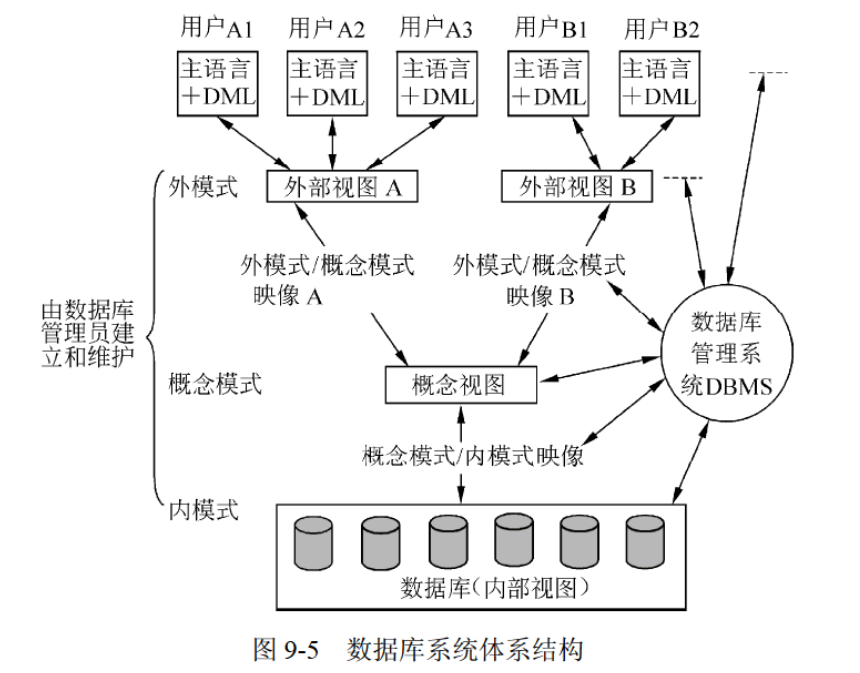 用户A1
用户A2
用户A3
用户B1
用户B2
主语言
+DML
主语言
+DML
主语言
+DML
主语言
+DML
主语言
+DML
外模式
外部视图 A
外部视图 B
外模式/概念模式
映像 A
外模式/概念模式
映像 B
由数据库
管理员建
立和维护
数据库
管理系
统DBMS
概念模式
概念视图
概念模式/内模式映像
内模式
数据库(内部视图)
图 9-5 数据库系统体系结构